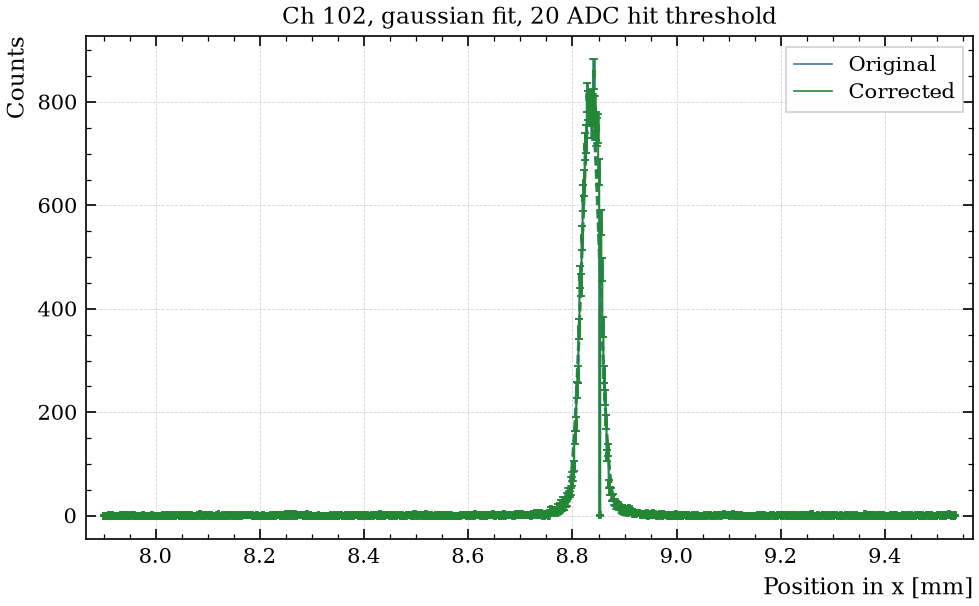 Ch 102, gaussian fit, 20 ADC hit threshold
Counts
Original
Corrected
800
600
400
200
0
8.0 8.2 8.4 8.6 8.8 9.0 9.2 9.4
Position in x [mm]